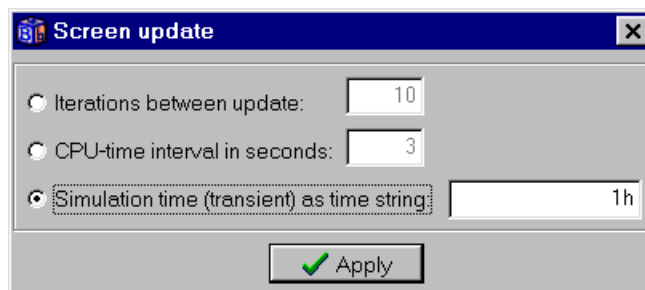 Screen update
Iterations between update: 10
CPU-time interval in seconds: 3
Simulation time (transient) as time string: 1h
Apply